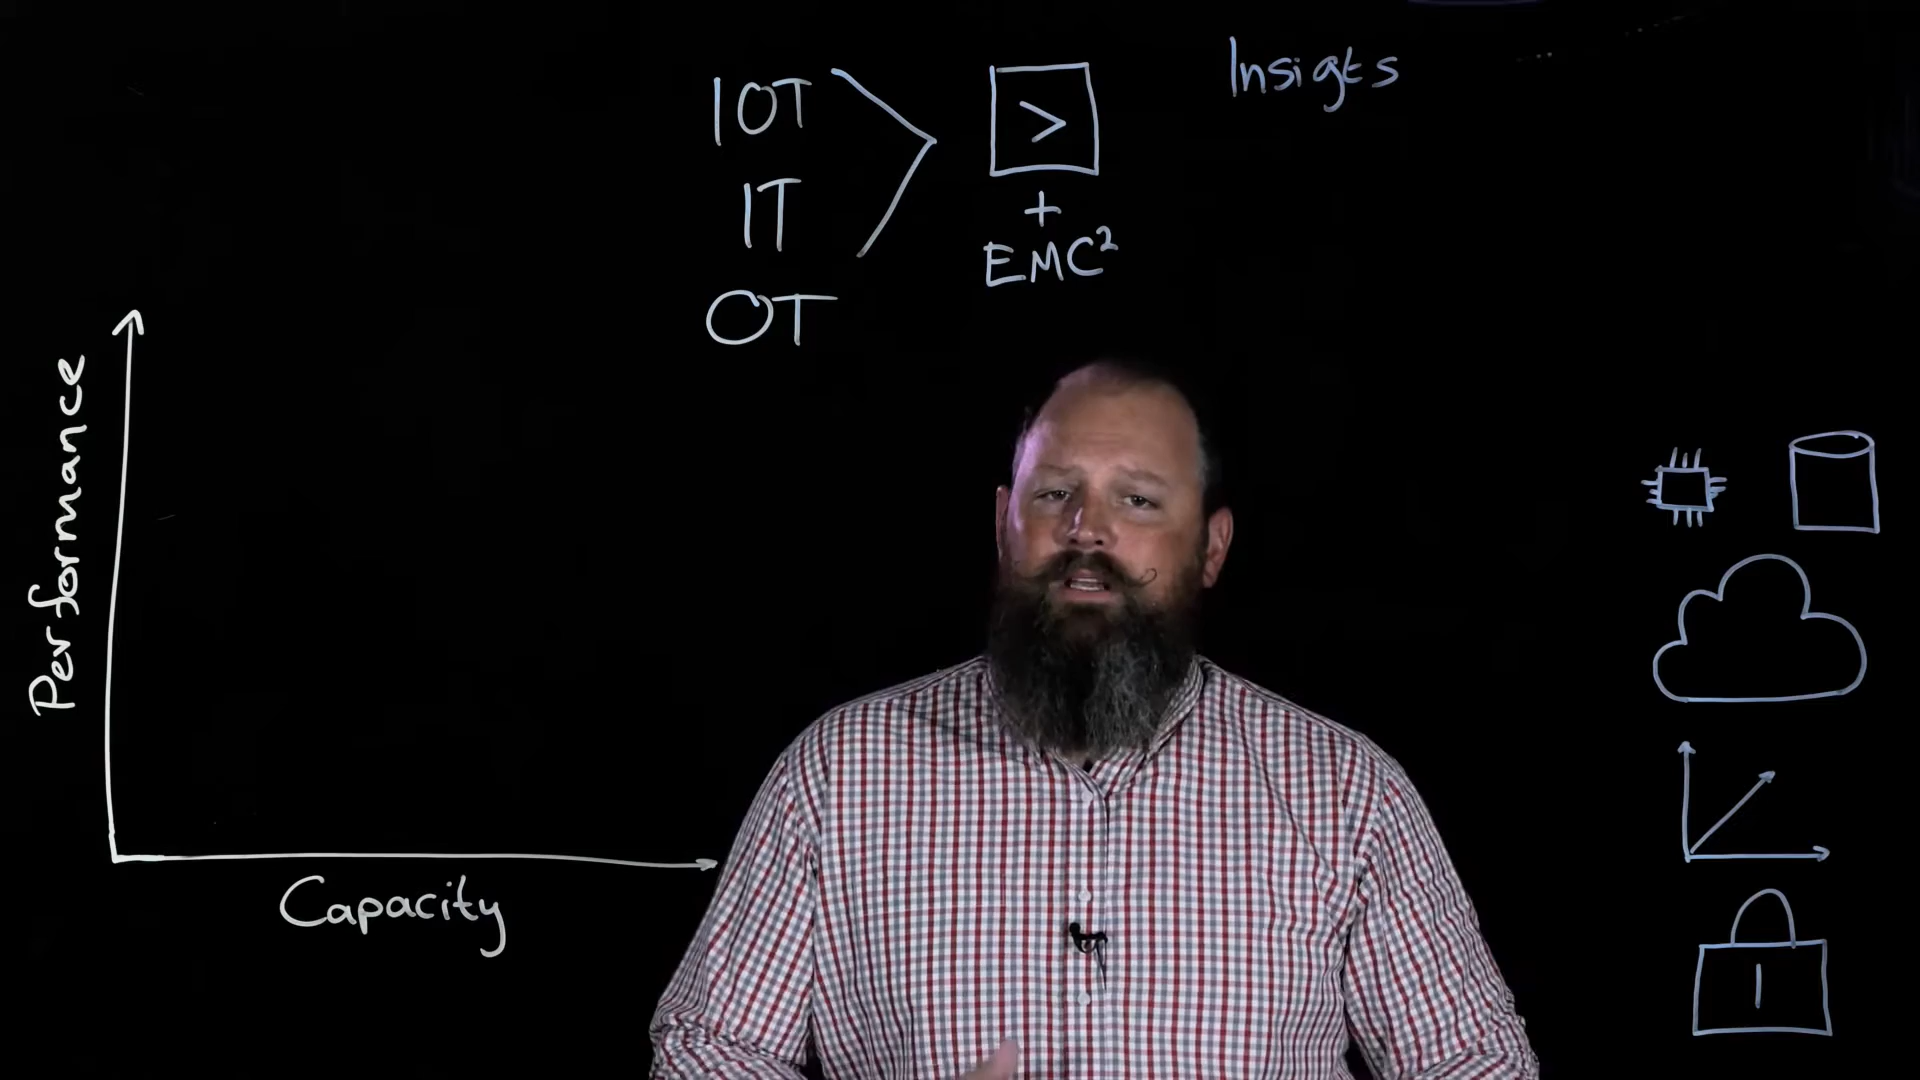 IOT
IT
OT
>
+
EMC²
Insigts
Performance
Capacity